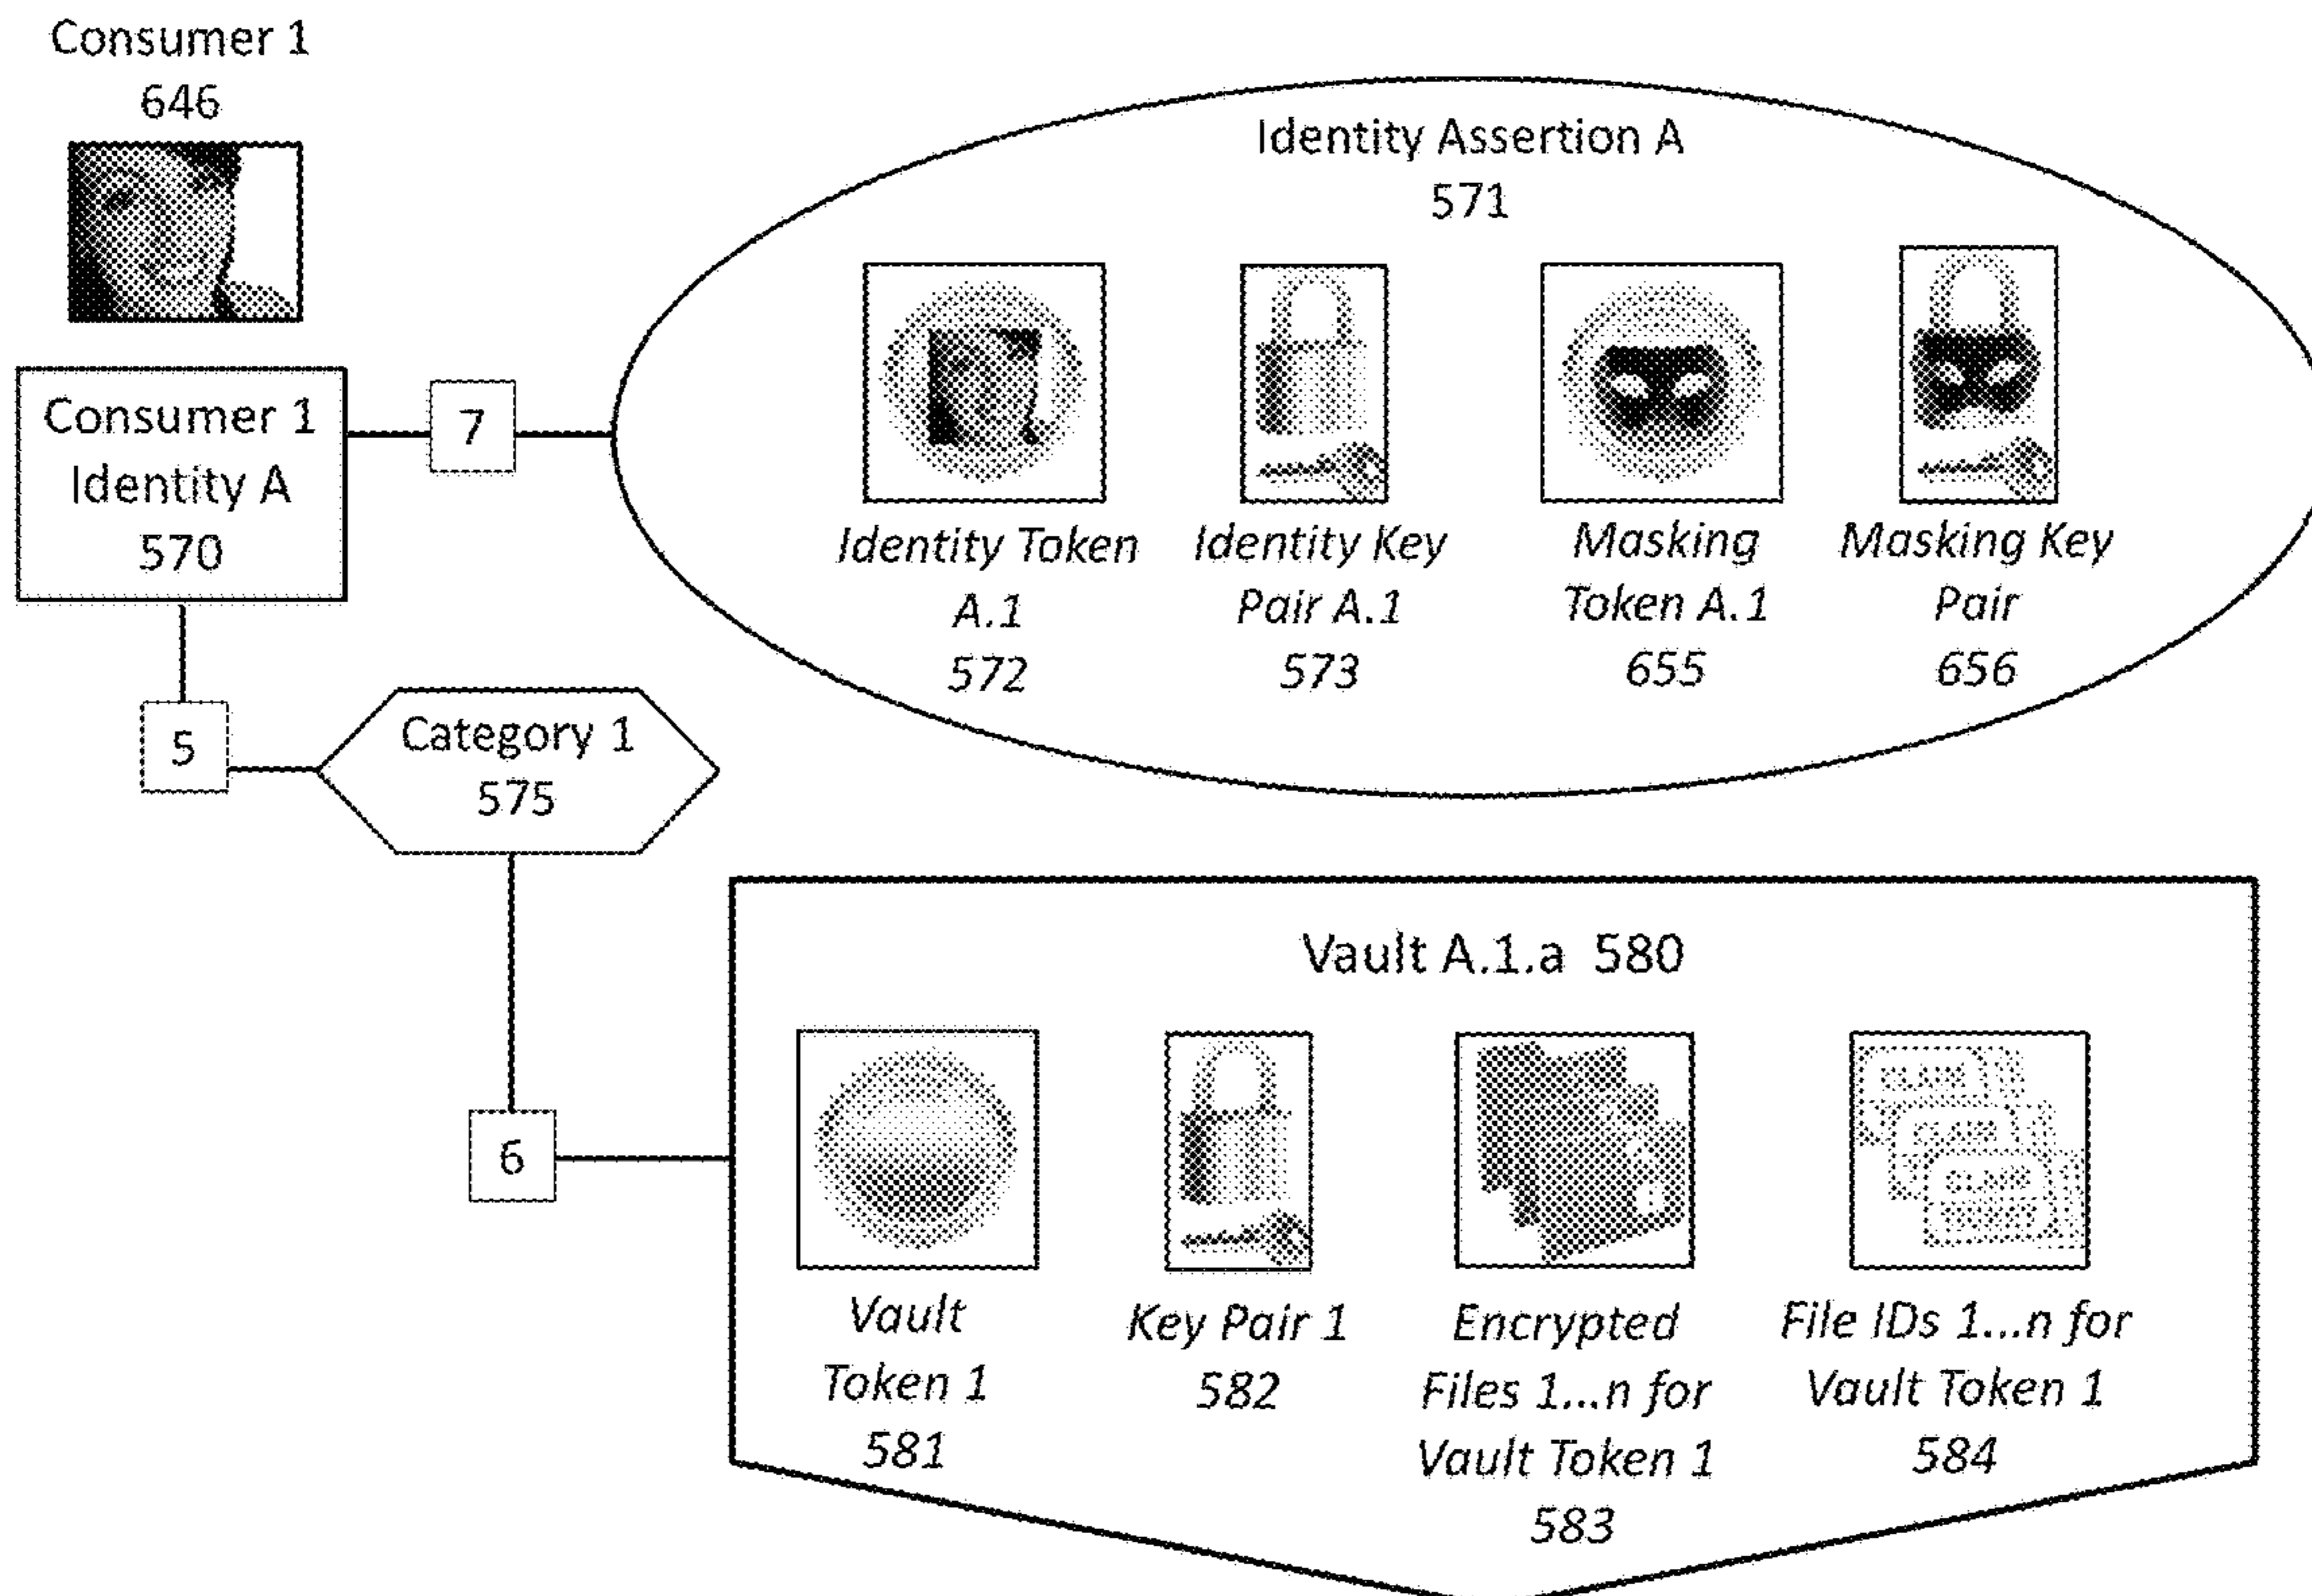 Consumer 1
646
Consumer 1
Identity A
570
7
Identity Assertion A
571
Identity Token
A.1
572
Identity Key
Pair A.1
573
Masking
Token A.1
655
Masking Key
Pair
656
5
Category 1
575
6
Vault A.1.a 580
Vault
Token 1
581
Key Pair 1
582
Encrypted
Files 1...n for
Vault Token 1
583
File IDs 1...n for
Vault Token 1
584